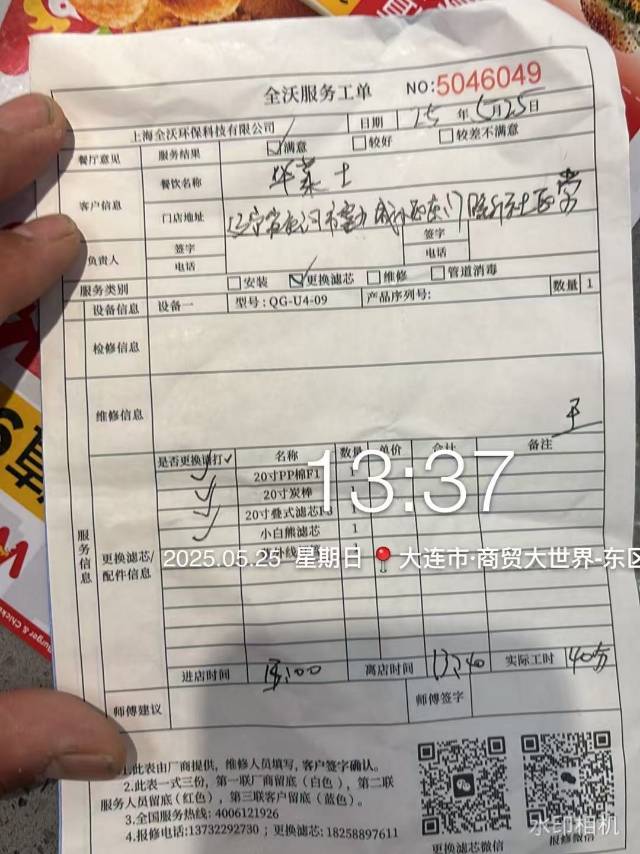 全沃服务工单
NO:5046049
上海全沃环保科技有限公司 日期 年5月25日
餐厅意见 服务结果 ☑满意 □较好 □较差不满意
客户信息 餐饮名称 华莱士
门店地址
负责人 签字 签字
电话 电话
服务类别 □安装 ☑更换滤芯 □维修 □管道消毒
设备信息 设备一 型号:QG-U4-09 产品序列号: 数量 1
检修信息
维修信息
服务信息
是否更换请打✓ 名称 数量 单价 合计 备注
✓ 20寸PP棉F1 1
✓ 20寸炭棒 1
✓ 20寸叠式滤芯F3 1
✓ 小白熊滤芯 1
13:37
更换滤芯/
配件信息
2025.05.25 星期日 大连市·商贸大世界-东区
进店时间 离店时间 13:40 实际工时 140分
师傅建议 师傅签字
1.此表由厂商提供，维修人员填写，客户签字确认。
2.此表一式三份，第一联厂商留底（白色），第二联
服务人员留底（红色），第三联客户留底（蓝色）。
3.全国服务热线：4006121926
4.报修电话:13732292730；更换滤芯:18258897611
更换滤芯微信 报修微信
水印相机